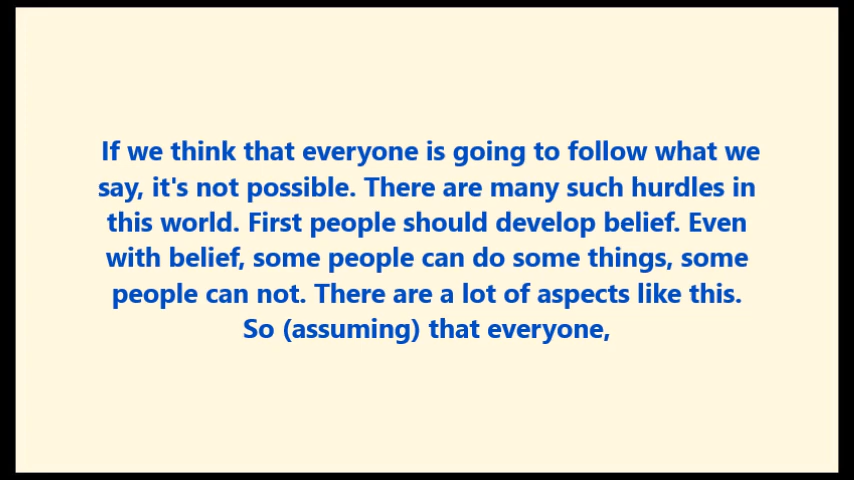 If we think that everyone is going to follow what we
say, it's not possible. There are many such hurdles in
this world. First people should develop belief. Even
with belief, some people can do some things, some
people can not. There are a lot of aspects like this.
So (assuming) that everyone,